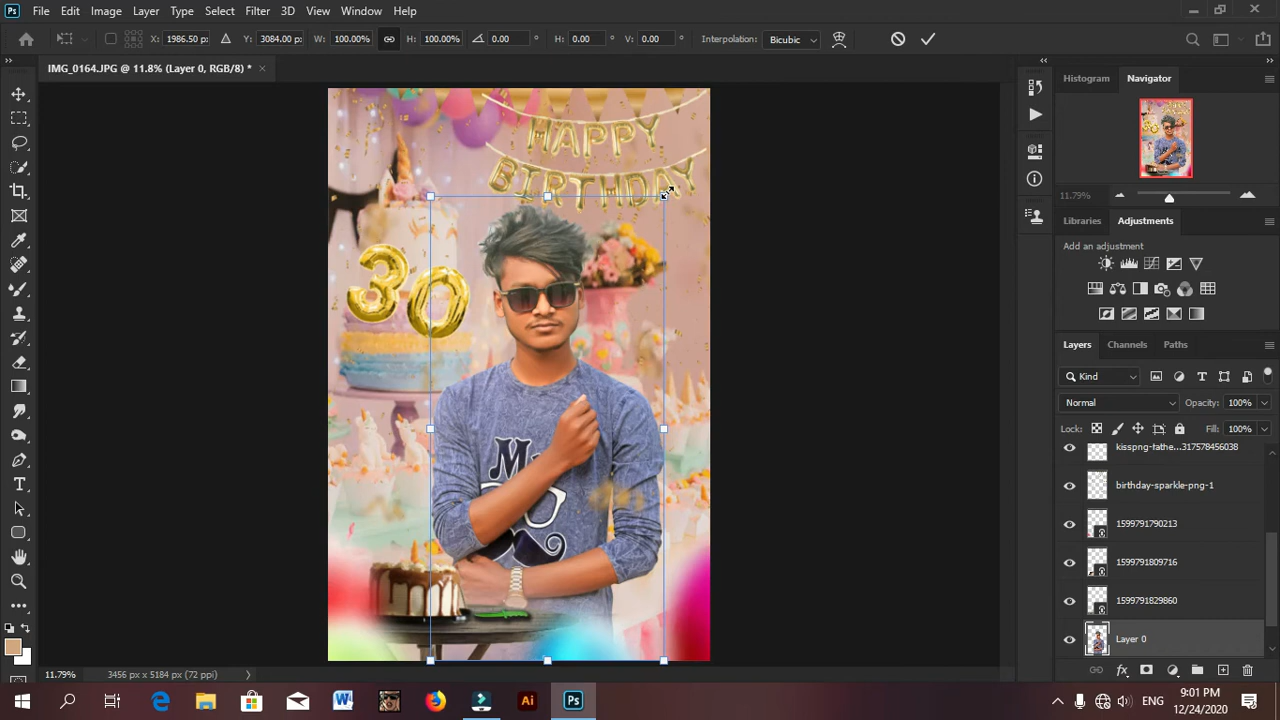 File Edit Image Layer Type Select Filter 3D View Window Help
X: 1986.50 px Y: 3084.00 px W: 100.00% H: 100.00% 0.00 ° H: 0.00 ° V: 0.00 ° Interpolation: Bicubic
IMG_0164.JPG @ 11.8% (Layer 0, RGB/8) *
Histogram Navigator
HAPPY
BIRTHDAY
30
11.79%
Libraries Adjustments
Add an adjustment
Layers Channels Paths
Kind
Normal Opacity: 100%
Lock: Fill: 100%
kisspng-fathe...317578456038
birthday-sparkle-png-1
1599791790213
1599791809716
1599791829860
Layer 0
11.79% 3456 px x 5184 px (72 ppi)
ENG 9:01 PM
12/24/2020